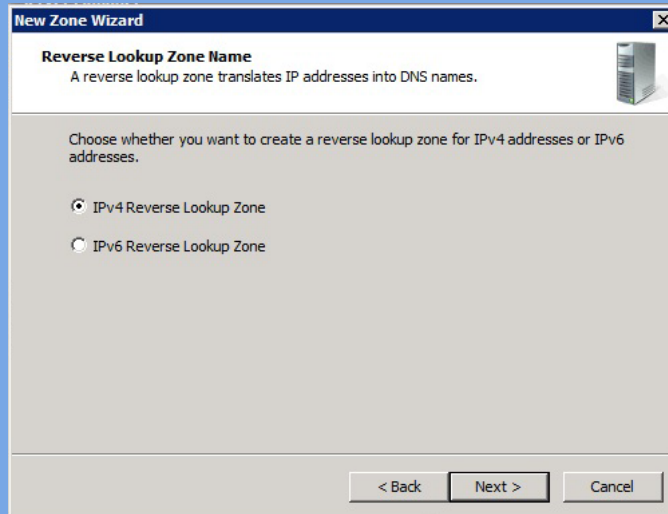 New Zone Wizard
Reverse Lookup Zone Name
A reverse lookup zone translates IP addresses into DNS names.
Choose whether you want to create a reverse lookup zone for IPv4 addresses or IPv6
addresses.
IPv4 Reverse Lookup Zone
IPv6 Reverse Lookup Zone
< Back
Next >
Cancel